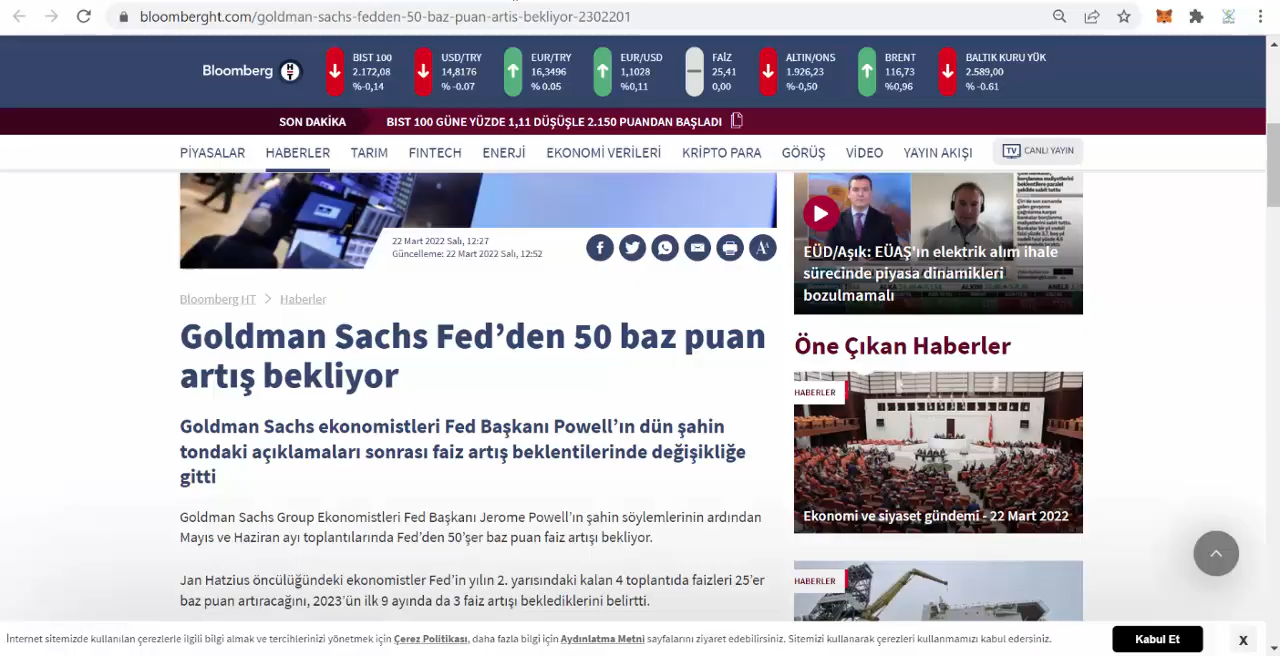 bloomberght.com/goldman-sachs-fedden-50-baz-puan-artis-bekliyor-2302201
Bloomberg HT
BIST 100
2.172,08
%-0,14
USD/TRY
14,8176
% -0.07
EUR/TRY
16,3496
% 0.05
EUR/USD
1,1028
%0,11
FAİZ
25,41
0,00
ALTIN/ONS
1.926,23
%-0,50
BRENT
116,73
%0,96
BALTIK KURU YÜK
2.589,00
% -0.61
SON DAKİKA
BIST 100 GÜNE YÜZDE 1,11 DÜŞÜŞLE 2.150 PUANDAN BAŞLADI
PİYASALAR HABERLER TARIM FINTECH ENERJİ EKONOMİ VERİLERİ KRİPTO PARA GÖRÜŞ VİDEO YAYIN AKIŞI TV CANLI YAYIN
22 Mart 2022 Salı, 12:27
Güncelleme: 22 Mart 2022 Salı, 12:52
Bloomberg HT > Haberler
Goldman Sachs Fed’den 50 baz puan
artış bekliyor
Goldman Sachs ekonomistleri Fed Başkanı Powell’ın dün şahin
tondaki açıklamaları sonrası faiz artış beklentilerinde değişikliğe
gitti
Goldman Sachs Group Ekonomistleri Fed Başkanı Jerome Powell’ın şahin söylemlerinin ardından
Mayıs ve Haziran ayı toplantılarında Fed’den 50’şer baz puan faiz artışı bekliyor.
Jan Hatzius öncülüğündeki ekonomistler Fed’in yılın 2. yarısındaki kalan 4 toplantıda faizleri 25’er
baz puan artıracağını, 2023’ün ilk 9 ayında da 3 faiz artışı beklediklerini belirtti.
EÜD/Aşık: EÜAŞ'ın elektrik alım ihale
sürecinde piyasa dinamikleri
bozulmamalı
Öne Çıkan Haberler
HABERLER
Ekonomi ve siyaset gündemi - 22 Mart 2022
HABERLER
İnternet sitemizde kullanılan çerezlerle ilgili bilgi almak ve tercihlerinizi yönetmek için Çerez Politikası, daha fazla bilgi için Aydınlatma Metni sayfalarını ziyaret edebilirsiniz. Sitemizi kullanarak çerezleri kullanmamızı kabul edersiniz.
Kabul Et
X